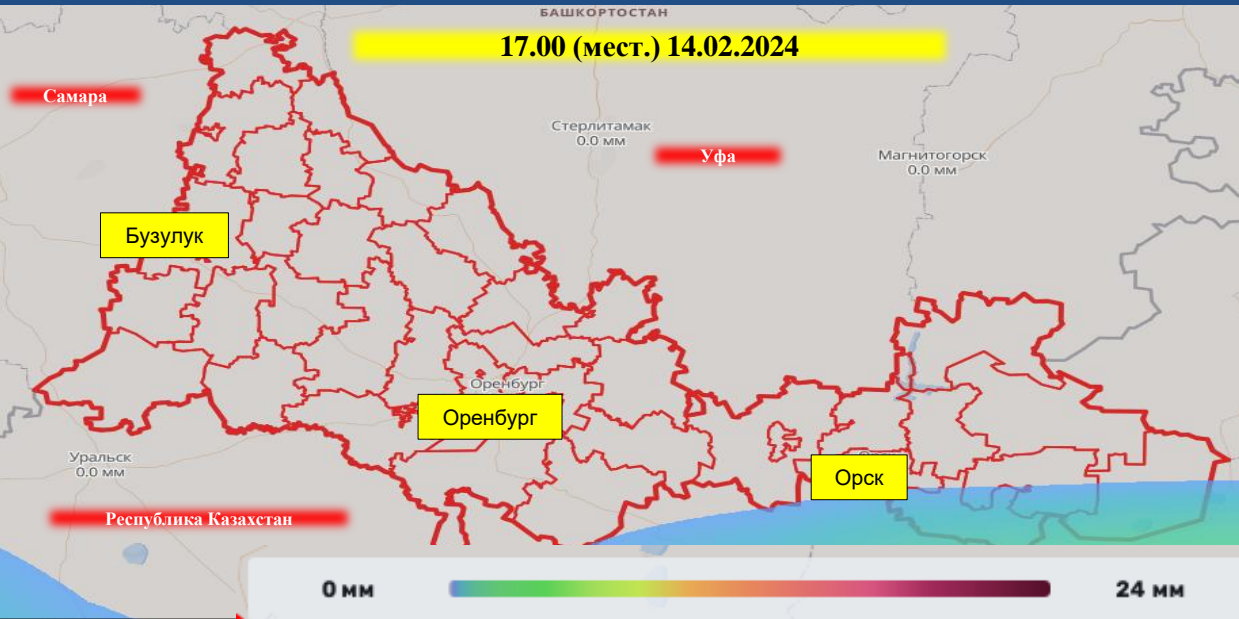 БАШКОРТОСТАН
17.00 (мест.) 14.02.2024
Самара
Стерлитамак
0.0 мм
Уфа
Магнитогорск
0.0 мм
Бузулук
Оренбург
Оренбург
Орск
Уральск
0.0 мм
Республика Казахстан
0 мм
24 мм